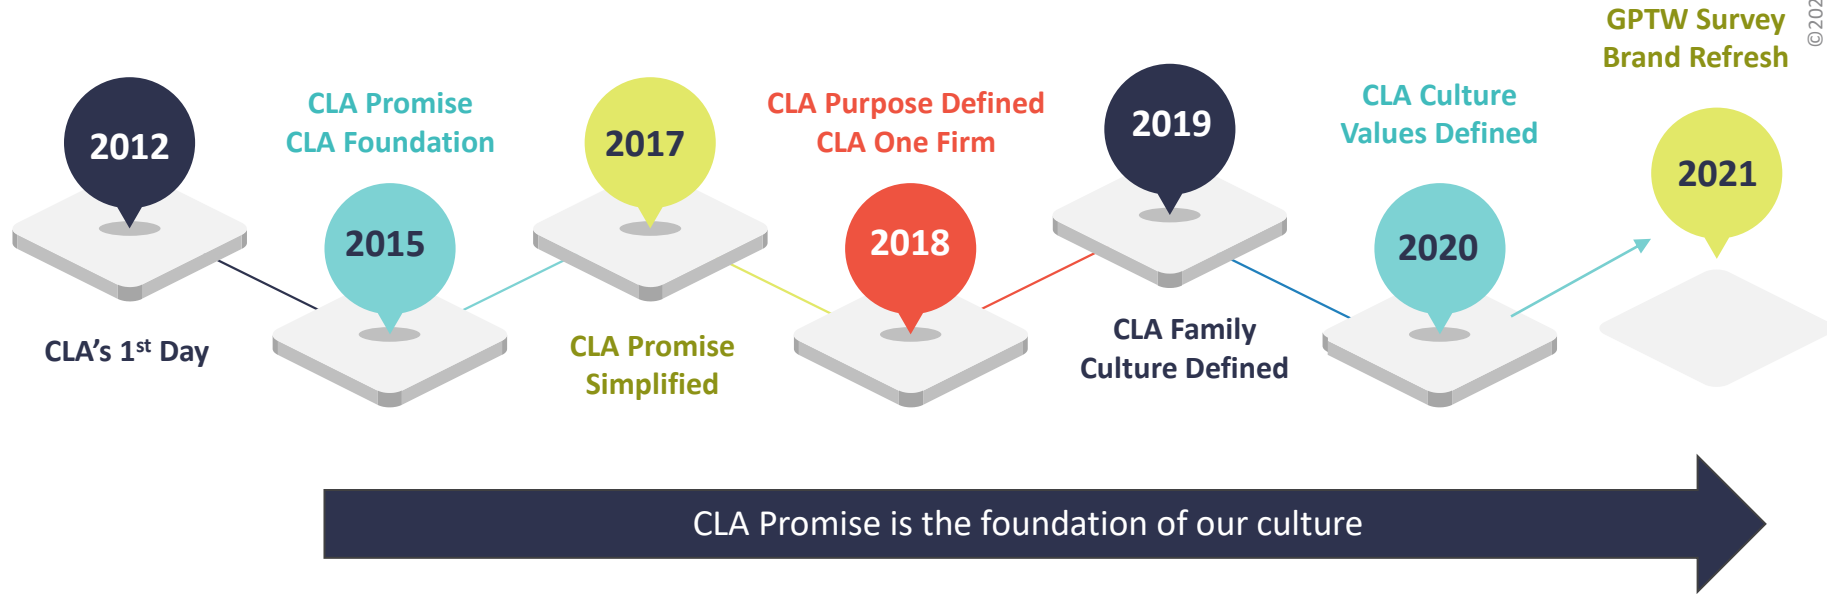 2012
CLA's 1st Day
CLA Promise
CLA Foundation
2015
2017
CLA Promise
Simplified
CLA Purpose Defined
CLA One Firm
2018
2019
CLA Family
Culture Defined
CLA Culture
Values Defined
2020
GPTW Survey
Brand Refresh
2021
CLA Promise is the foundation of our culture